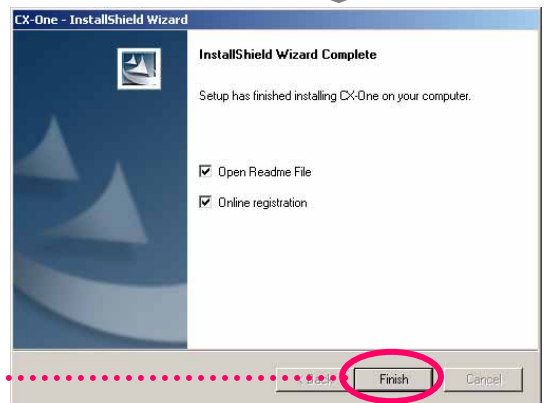 CX-One - InstallShield Wizard
InstallShield Wizard Complete
Setup has finished installing CX-One on your computer.
Open Readme File
Online registration
< Back
Finish
Cancel